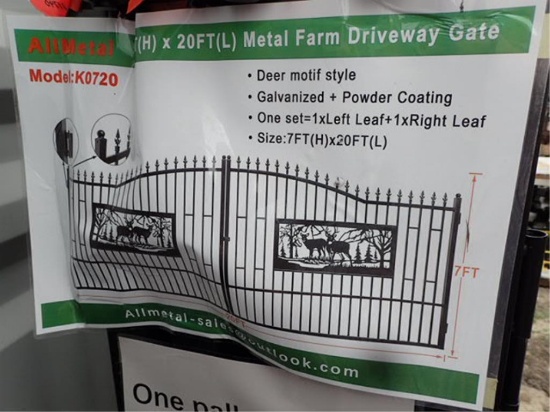 AllMetal (H) x 20FT(L) Metal Farm Driveway Gate
Model:K0720
• Deer motif style
• Galvanized + Powder Coating
• One set=1xLeft Leaf+1xRight Leaf
• Size:7FT(H)x20FT(L)
7FT
Allmetal-sales@outlook.com
One